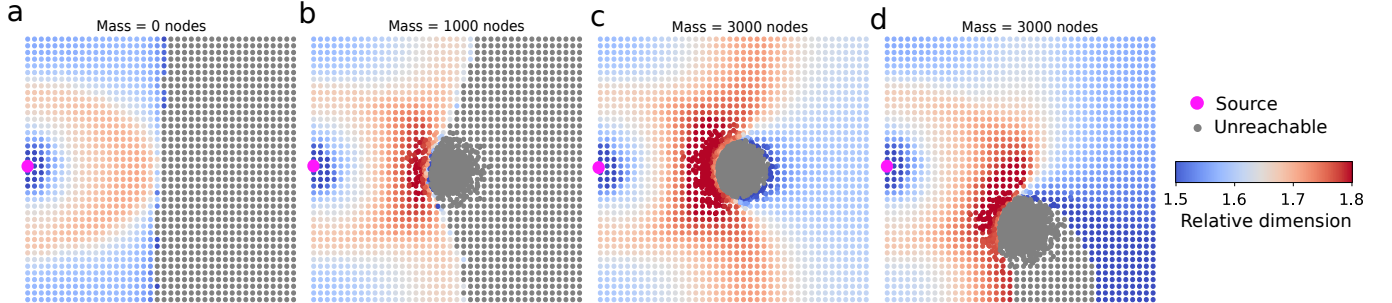 a
Mass = 0 nodes
b
Mass = 1000 nodes
c
Mass = 3000 nodes
d
Mass = 3000 nodes
Source
Unreachable
1.5 1.6 1.7 1.8
Relative dimension